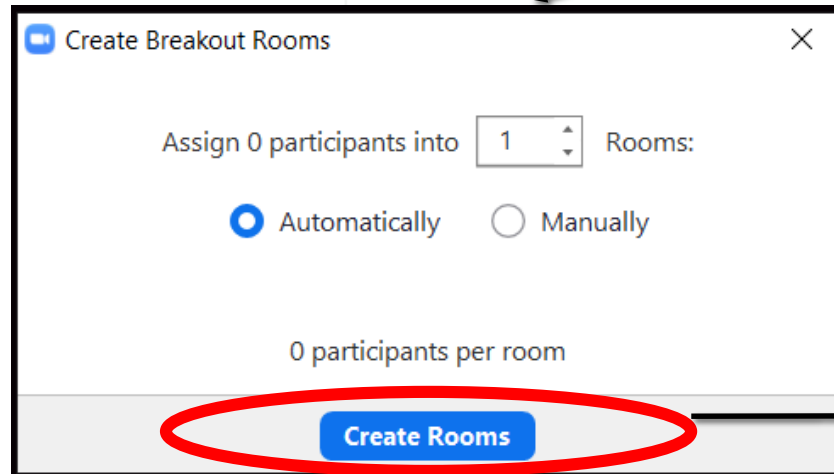 Create Breakout Rooms
Assign 0 participants into 1 Rooms:
Automatically Manually
0 participants per room
Create Rooms